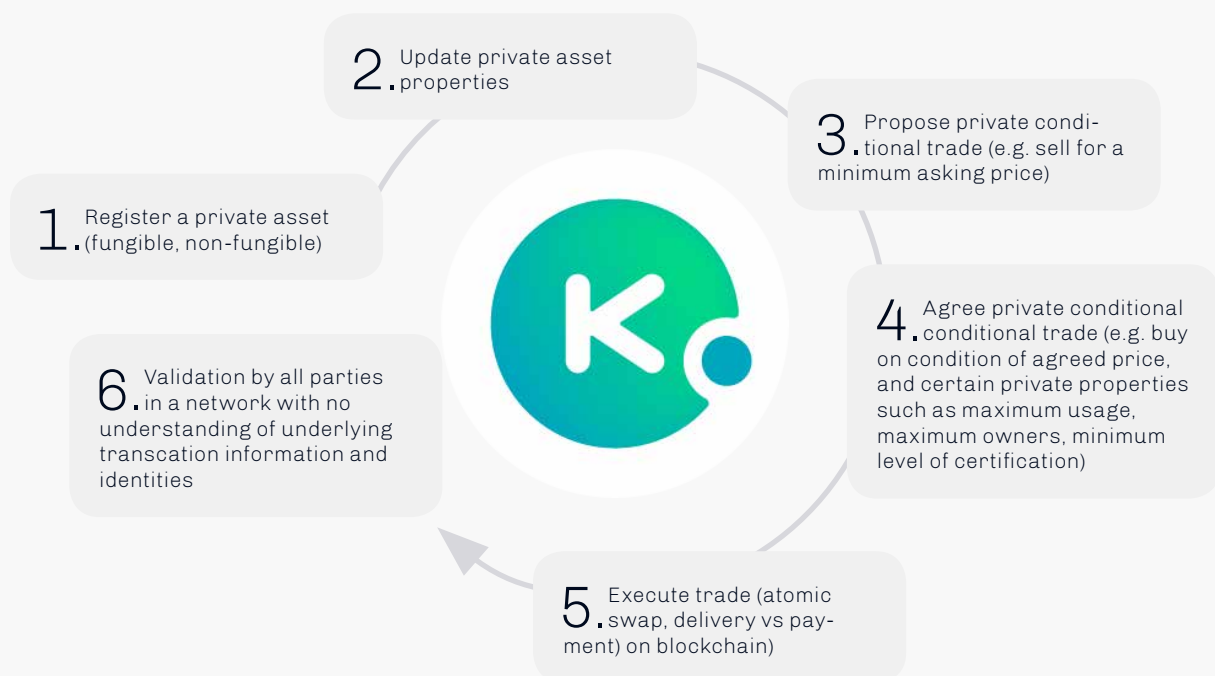 1. Register a private asset
(fungible, non-fungible)
2. Update private asset
properties
3. Propose private condi-
tional trade (e.g. sell for a
minimum asking price)
4. Agree private conditional
conditional trade (e.g. buy
on condition of agreed price,
and certain private properties
such as maximum usage,
maximum owners, minimum
level of certification)
5. Execute trade (atomic
swap, delivery vs pay-
ment) on blockchain)
6. Validation by all parties
in a network with no
understanding of underlying
transcation information and
identities
K